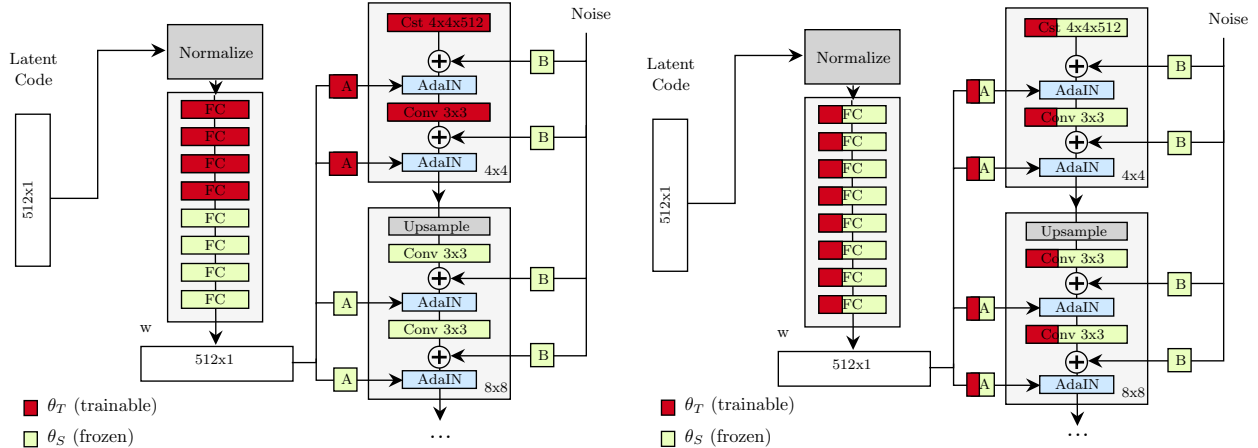 Latent
Code
512x1
Normalize
FC
FC
FC
FC
FC
FC
FC
FC
w
512x1
Noise
Cst 4x4x512
B
A
AdaIN
Conv 3x3
B
A
AdaIN
4x4
Upsample
Conv 3x3
B
A
AdaIN
Conv 3x3
B
A
AdaIN
8x8
...
θ_T (trainable)
θ_S (frozen)
Latent
Code
512x1
Normalize
FC
FC
FC
FC
FC
FC
FC
FC
w
512x1
Noise
Cst 4x4x512
B
A
AdaIN
Conv 3x3
B
A
AdaIN
4x4
Upsample
Conv 3x3
B
A
AdaIN
Conv 3x3
B
A
AdaIN
8x8
...
θ_T (trainable)
θ_S (frozen)